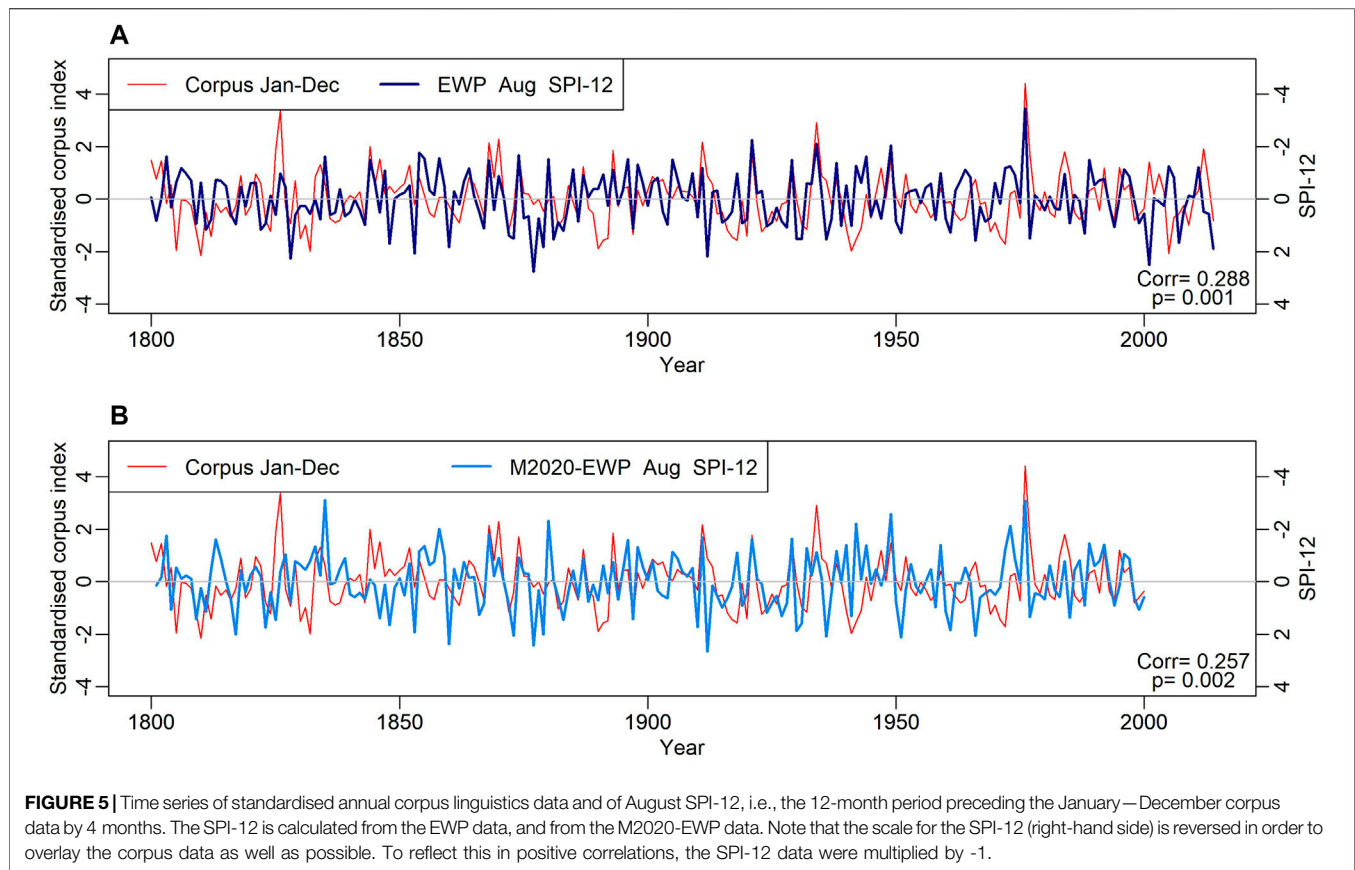 A
Corpus Jan-Dec EWP Aug SPI-12
Standardised corpus index
4
2
0
-2
-4
-4
-2
0
2
4
SPI-12
Corr= 0.288
p= 0.001
1800 1850 1900 1950 2000
Year
B
Corpus Jan-Dec M2020-EWP Aug SPI-12
Standardised corpus index
4
2
0
-2
-4
-4
-2
0
2
4
SPI-12
Corr= 0.257
p= 0.002
1800 1850 1900 1950 2000
Year
FIGURE 5 | Time series of standardised annual corpus linguistics data and of August SPI-12, i.e., the 12-month period preceding the January—December corpus
data by 4 months. The SPI-12 is calculated from the EWP data, and from the M2020-EWP data. Note that the scale for the SPI-12 (right-hand side) is reversed in order to
overlay the corpus data as well as possible. To reflect this in positive correlations, the SPI-12 data were multiplied by -1.